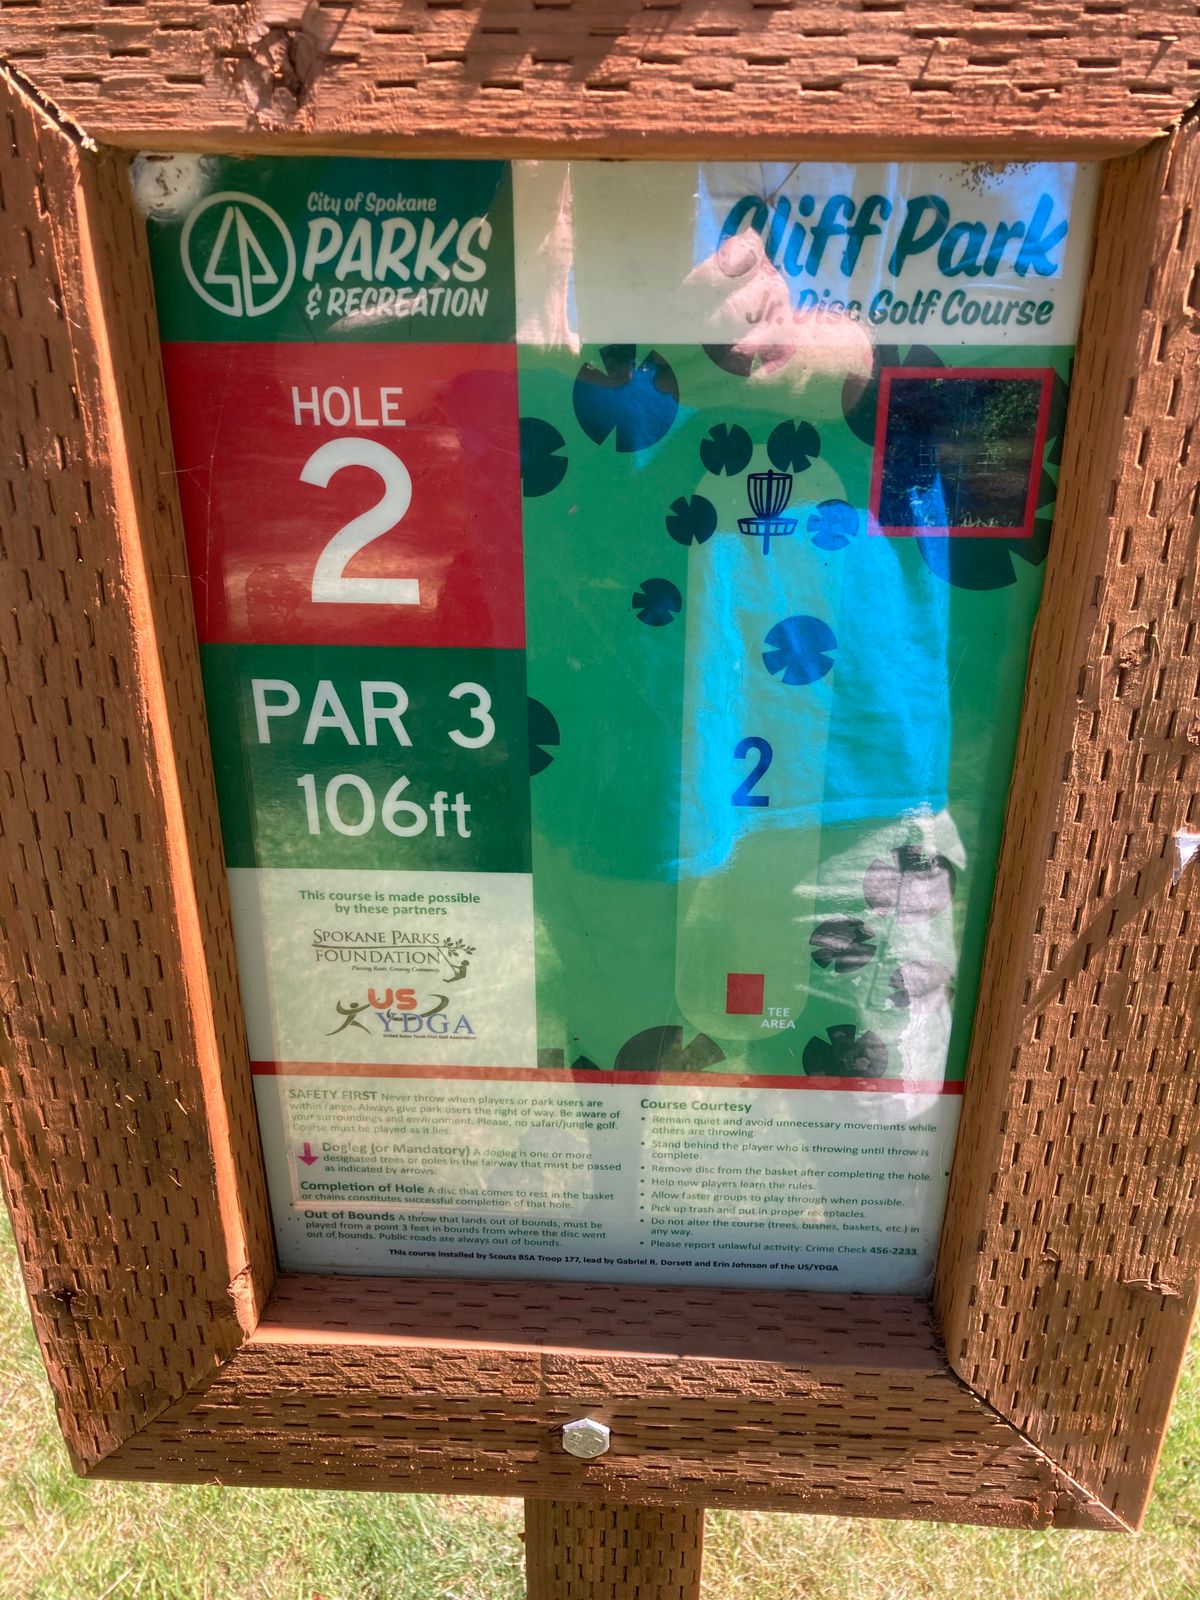 City of Spokane
PARKS
& RECREATION
Cliff Park
Jr. Disc Golf Course
HOLE
2
PAR 3
106ft
2
TEE
AREA
This course is made possible
by these partners
SPOKANE PARKS
FOUNDATION
Planting Roots, Growing Community
US
YDGA
United States Youth Disc Golf Association
SAFETY FIRST Never throw when players or park users are
within range. Always give park users the right of way. Be aware of
your surroundings and environment. Please, no safari/jungle golf.
Course must be played as it lies.
Dogleg (or Mandatory) A dogleg is one or more
designated trees or poles in the fairway that must be passed
as indicated by arrows.
Completion of Hole A disc that comes to rest in the basket
or chains constitutes successful completion of that hole.
Out of Bounds A throw that lands out of bounds, must be
played from a point 3 feet in bounds from where the disc went
out of bounds. Public roads are always out of bounds.
Course Courtesy
• Remain quiet and avoid unnecessary movements while
others are throwing.
• Stand behind the player who is throwing until throw is
complete.
• Remove disc from the basket after completing the hole.
• Help new players learn the rules.
• Allow faster groups to play through when possible.
• Pick up trash and put in proper receptacles.
• Do not alter the course (trees, bushes, baskets, etc.) in
any way.
• Please report unlawful activity: Crime Check 456-2233.
This course installed by Scouts BSA Troop 177, lead by Gabriel R. Dorsett and Erin Johnson of the US/YDGA